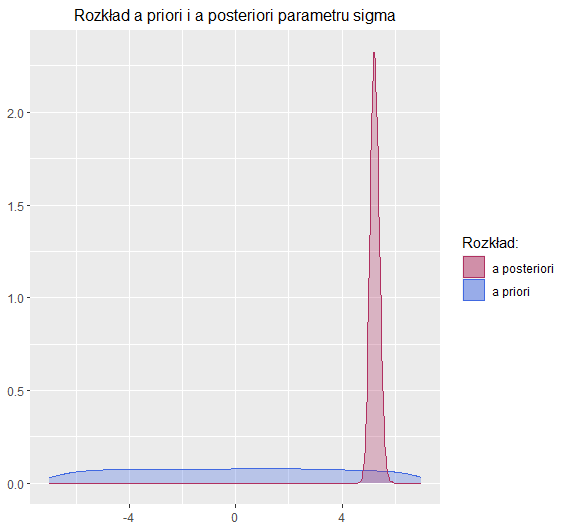 Rozkład a priori i a posteriori parametru sigma
2.0
1.5
1.0
0.5
0.0
-4
0
4
Rozkład:
a posteriori
a priori